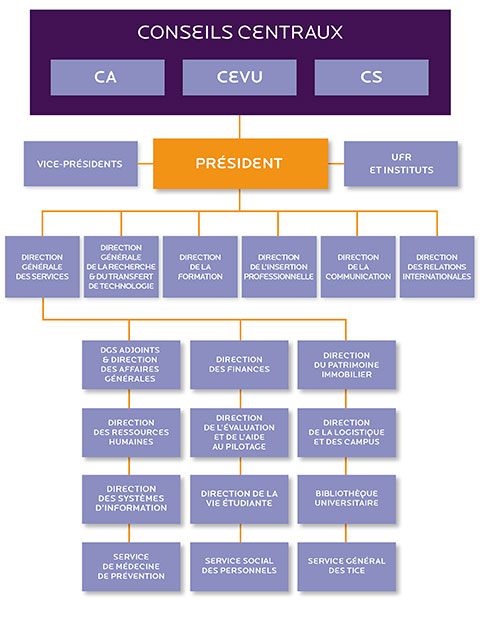 CONSEILS CENTRAUX
CA
CEVU
CS
VICE-PRÉSIDENTS
PRÉSIDENT
UFR
ET INSTITUTS
DIRECTION
GÉNÉRALE
DES SERVICES
DIRECTION
GÉNÉRALE
DE LA RECHERCHE
& DU TRANSFERT
DE TECHNOLOGIE
DIRECTION
DE LA
FORMATION
DIRECTION
DE L'INSERTION
PROFESSIONNELLE
DIRECTION
DE LA
COMMUNICATION
DIRECTION
DES RELATIONS
INTERNATIONALES
DGS ADJOINTS
& DIRECTION
DES AFFAIRES
GÉNÉRALES
DIRECTION
DES FINANCES
DIRECTION
DU PATRIMOINE
IMMOBILIER
DIRECTION
DES RESSOURCES
HUMAINES
DIRECTION
DE L'ÉVALUATION
ET DE L'AIDE
AU PILOTAGE
DIRECTION
DE LA LOGISTIQUE
ET DES CAMPUS
DIRECTION
DES SYSTÈMES
D'INFORMATION
DIRECTION DE LA
VIE ÉTUDIANTE
BIBLIOTHÈQUE
UNIVERSITAIRE
SERVICE
DE MÉDECINE
DE PRÉVENTION
SERVICE SOCIAL
DES PERSONNELS
SERVICE GÉNÉRAL
DES TICE